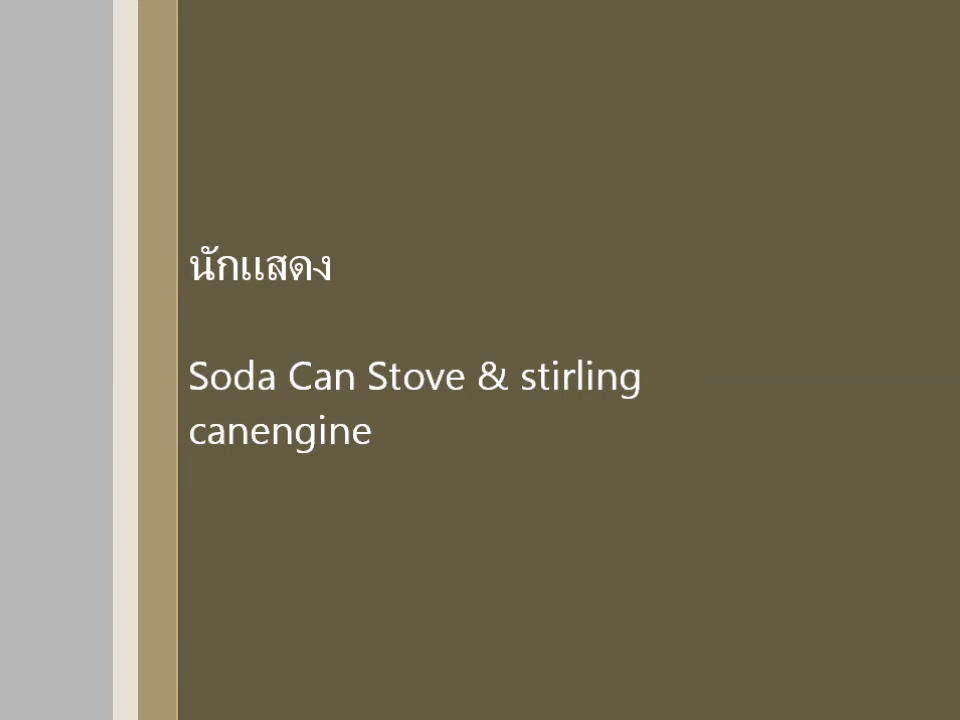 นักแสดง
Soda Can Stove & stirling
canengine